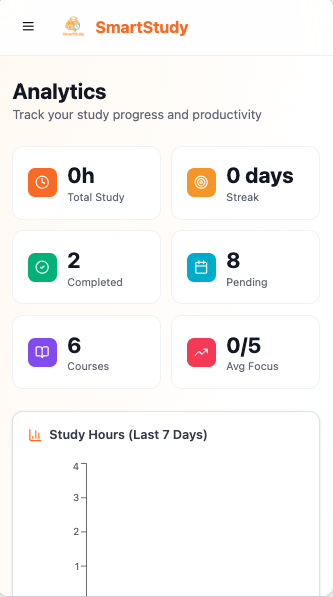 SmartStudy
Analytics
Track your study progress and productivity
0h
Total Study
0 days
Streak
2
Completed
8
Pending
6
Courses
0/5
Avg Focus
Study Hours (Last 7 Days)
4
3
2
1